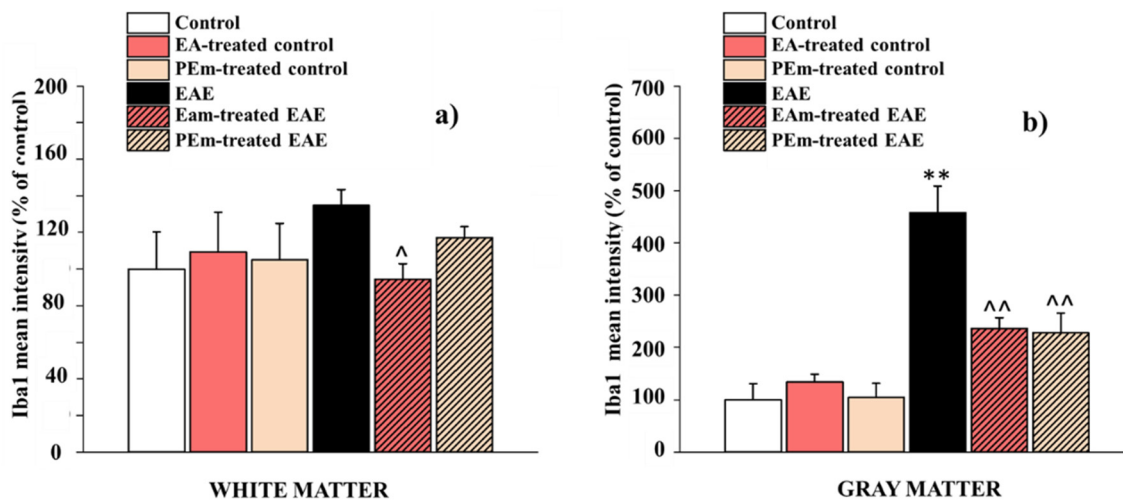 Control
EA-treated control
PEm-treated control
EAE
Eam-treated EAE
PEm-treated EAE
a)
Iba1 mean intensity (% of control)
200
160
120
80
40
0
^
WHITE MATTER
Control
EA-treated control
PEm-treated control
EAE
EAm-treated EAE
PEm-treated EAE
b)
Iba1 mean intensity (% of control)
700
600
500
400
300
200
100
0
**
^^
^^
GRAY MATTER